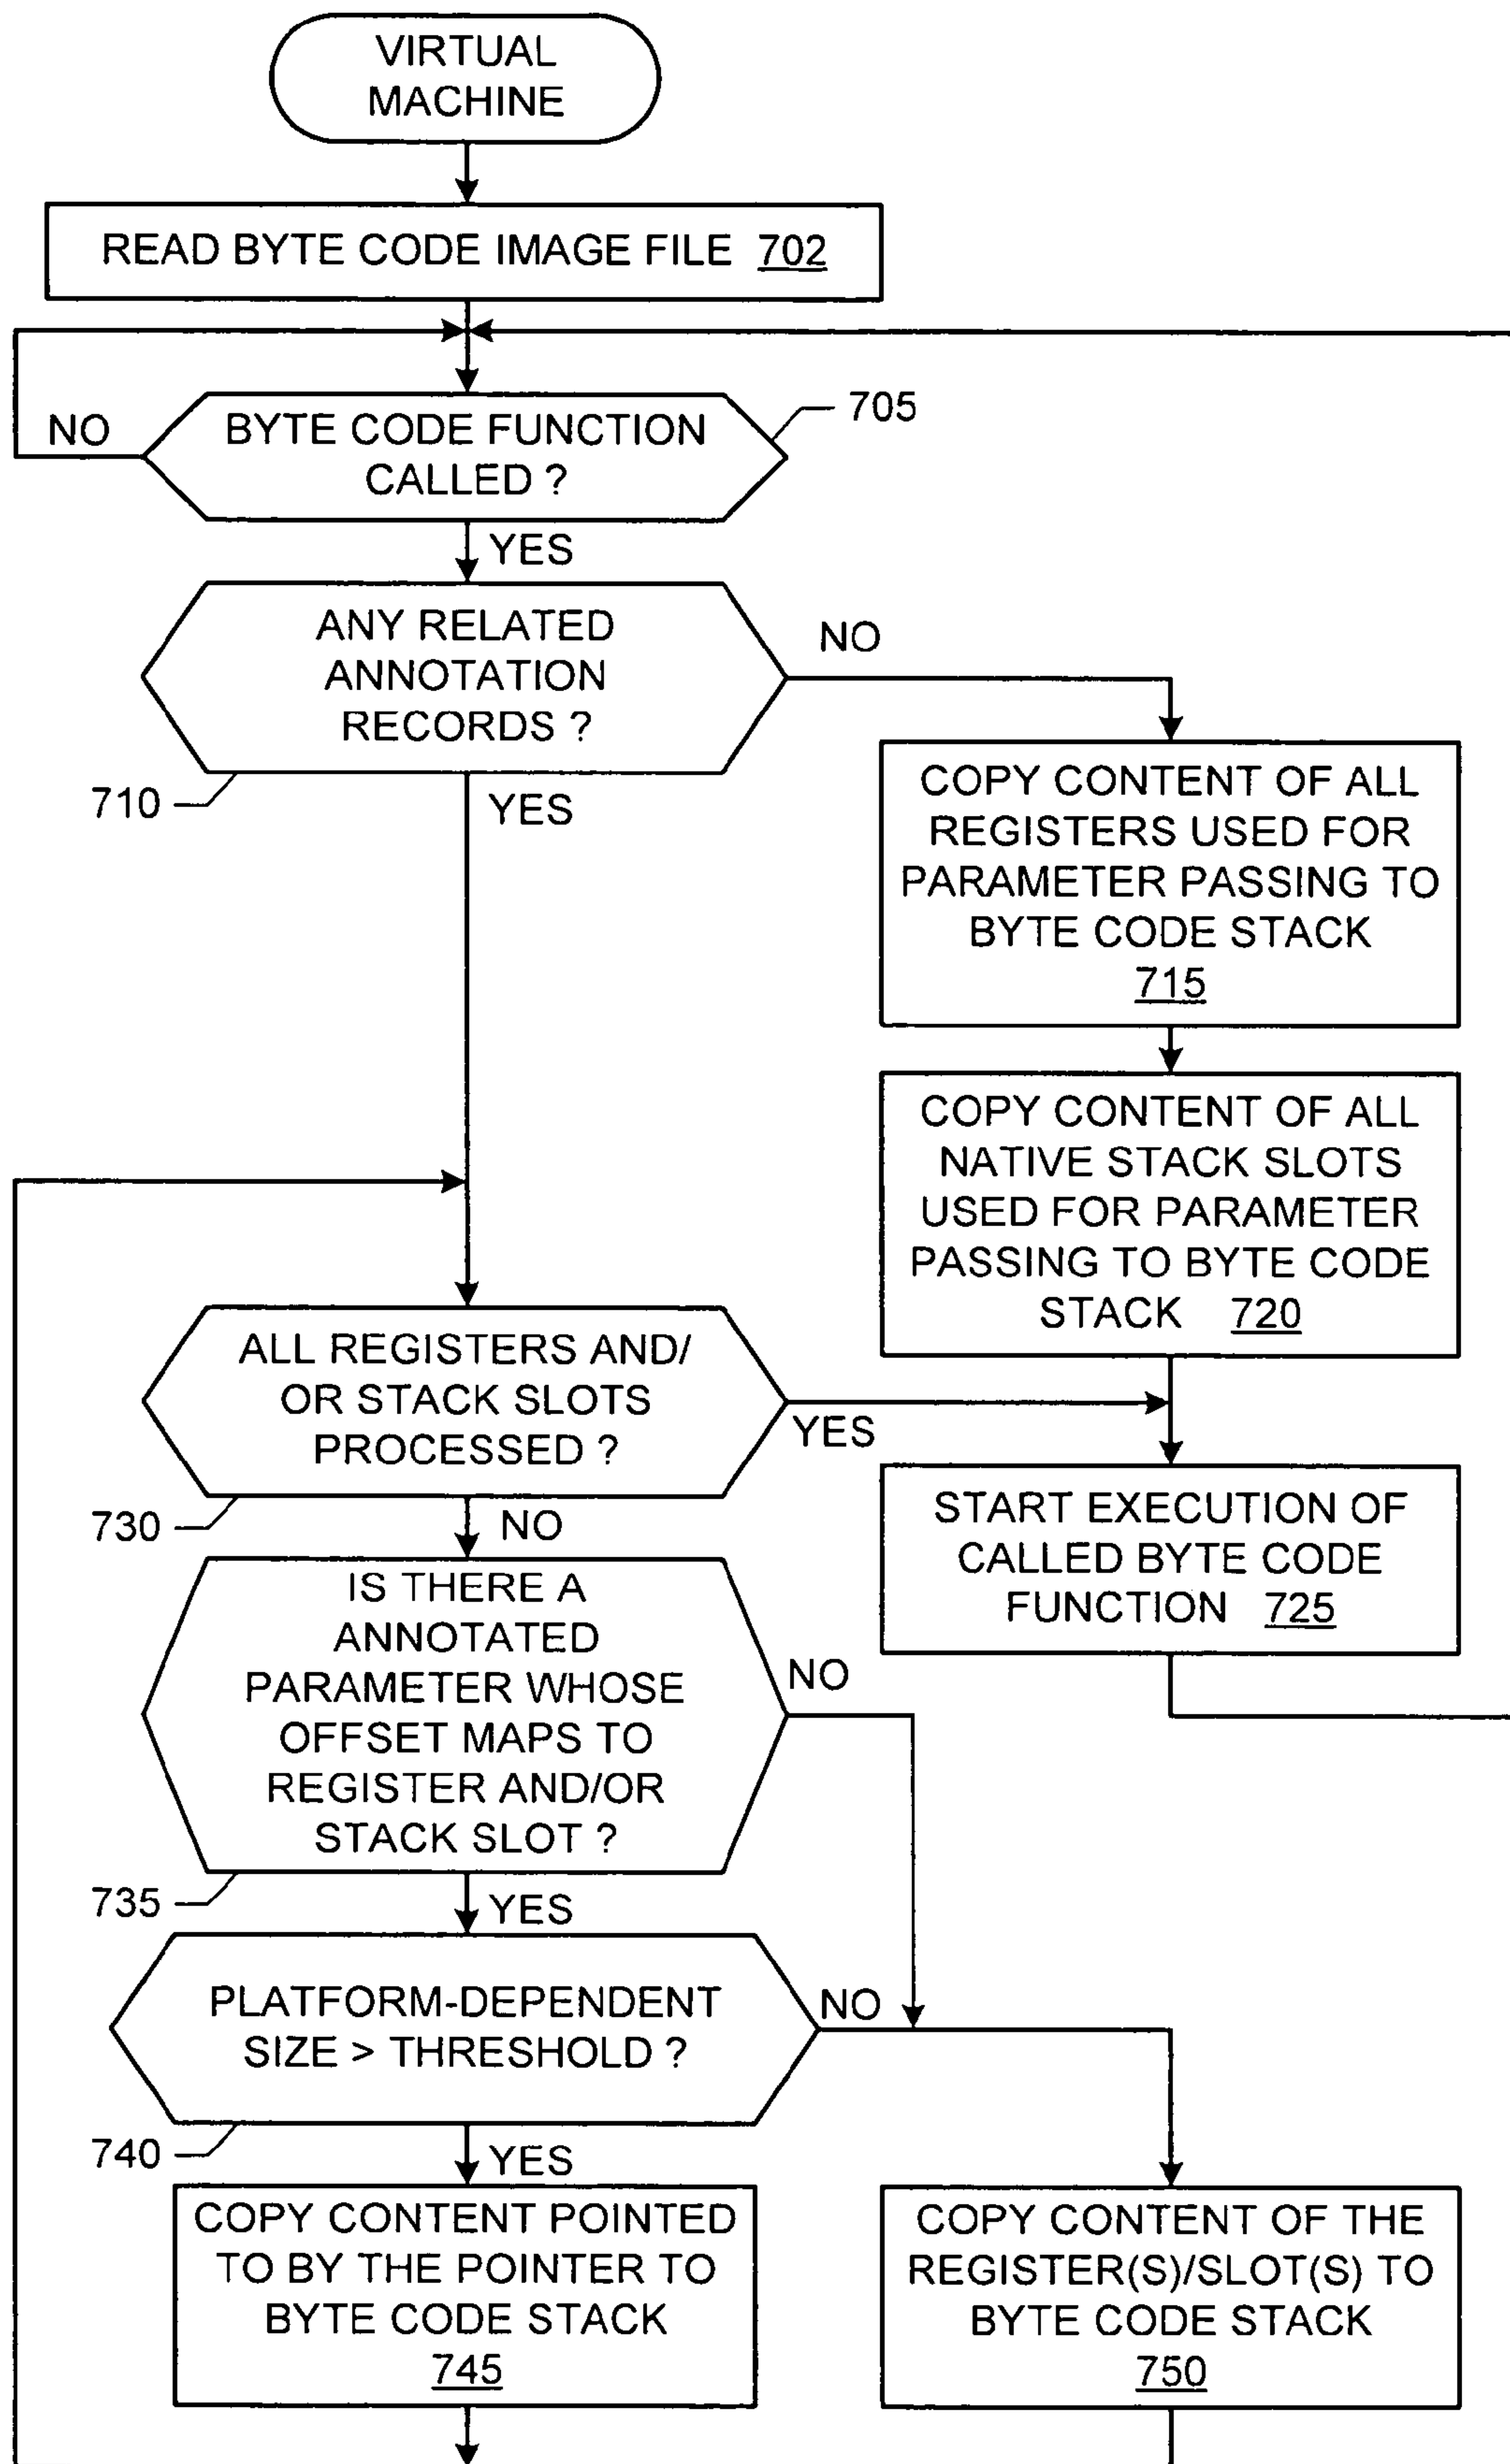 VIRTUAL
MACHINE
READ BYTE CODE IMAGE FILE 702
705
NO
BYTE CODE FUNCTION
CALLED ?
YES
ANY RELATED
ANNOTATION
RECORDS ?
NO
710
YES
COPY CONTENT OF ALL
REGISTERS USED FOR
PARAMETER PASSING TO
BYTE CODE STACK
715
COPY CONTENT OF ALL
NATIVE STACK SLOTS
USED FOR PARAMETER
PASSING TO BYTE CODE
STACK 720
ALL REGISTERS AND/
OR STACK SLOTS
PROCESSED ?
YES
730
NO
START EXECUTION OF
CALLED BYTE CODE
FUNCTION 725
IS THERE A
ANNOTATED
PARAMETER WHOSE
OFFSET MAPS TO
REGISTER AND/OR
STACK SLOT ?
NO
735
YES
PLATFORM-DEPENDENT
SIZE > THRESHOLD ?
NO
740
YES
COPY CONTENT POINTED
TO BY THE POINTER TO
BYTE CODE STACK
745
COPY CONTENT OF THE
REGISTER(S)/SLOT(S) TO
BYTE CODE STACK
750